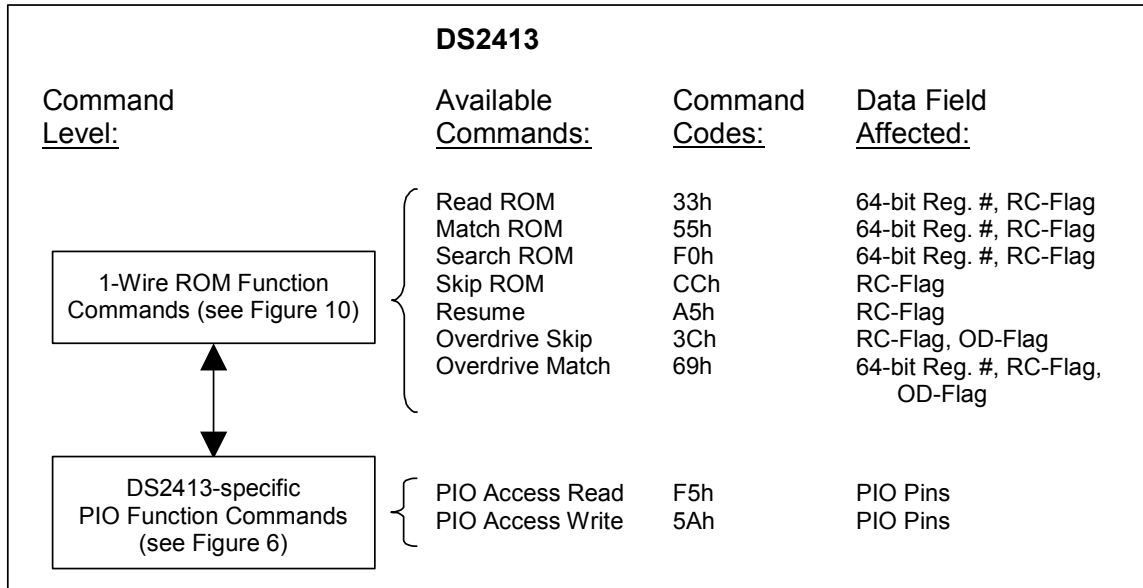 DS2413
Command Level:
Available Commands:
Command Codes:
Data Field Affected:
1-Wire ROM Function
Commands (see Figure 10)
Read ROM 33h 64-bit Reg. #, RC-Flag
Match ROM 55h 64-bit Reg. #, RC-Flag
Search ROM F0h 64-bit Reg. #, RC-Flag
Skip ROM CCh RC-Flag
Resume A5h RC-Flag
Overdrive Skip 3Ch RC-Flag, OD-Flag
Overdrive Match 69h 64-bit Reg. #, RC-Flag,
OD-Flag
DS2413-specific
PIO Function Commands
(see Figure 6)
PIO Access Read F5h PIO Pins
PIO Access Write 5Ah PIO Pins